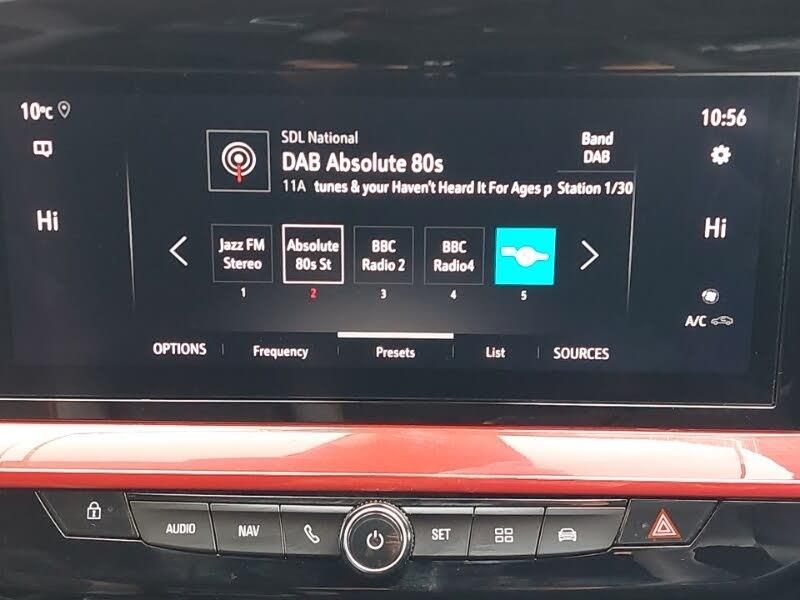 10°C
10:56
SDL National
DAB Absolute 80s
11A tunes & your Haven't Heard It For Ages p
Band
DAB
Station 1/30
Hi
Hi
Jazz FM
Stereo
Absolute
80s St
BBC
Radio 2
BBC
Radio4
1
2
3
4
5
A/C
OPTIONS
Frequency
Presets
List
SOURCES
AUDIO
NAV
SET